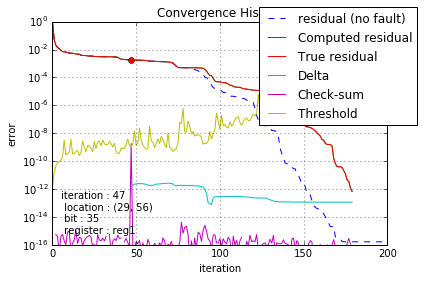 Convergence His
residual (no fault)
Computed residual
True residual
Delta
Check-sum
Threshold
10^0
10^-2
10^-4
10^-6
10^-8
10^-10
10^-12
10^-14
10^-16
error
iteration : 47
location : (29, 56)
bit : 35
register : reg1
0 50 100 150 200
iteration